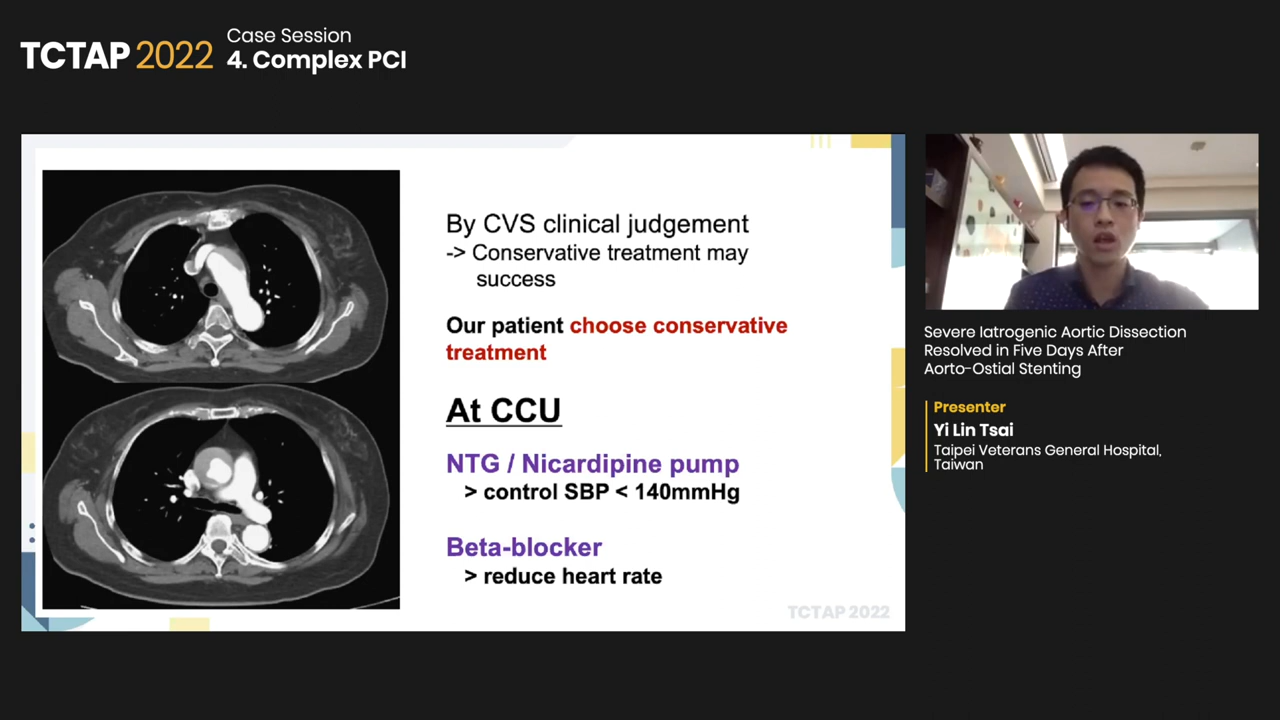 TCTAP 2022
Case Session
4. Complex PCI
By CVS clinical judgement
-> Conservative treatment may
success
Our patient choose conservative
treatment
At CCU
NTG / Nicardipine pump
> control SBP < 140mmHg
Beta-blocker
> reduce heart rate
TCTAP 2022
Severe Iatrogenic Aortic Dissection
Resolved in Five Days After
Aorto-Ostial Stenting
Presenter
Yi Lin Tsai
Taipei Veterans General Hospital,
Taiwan